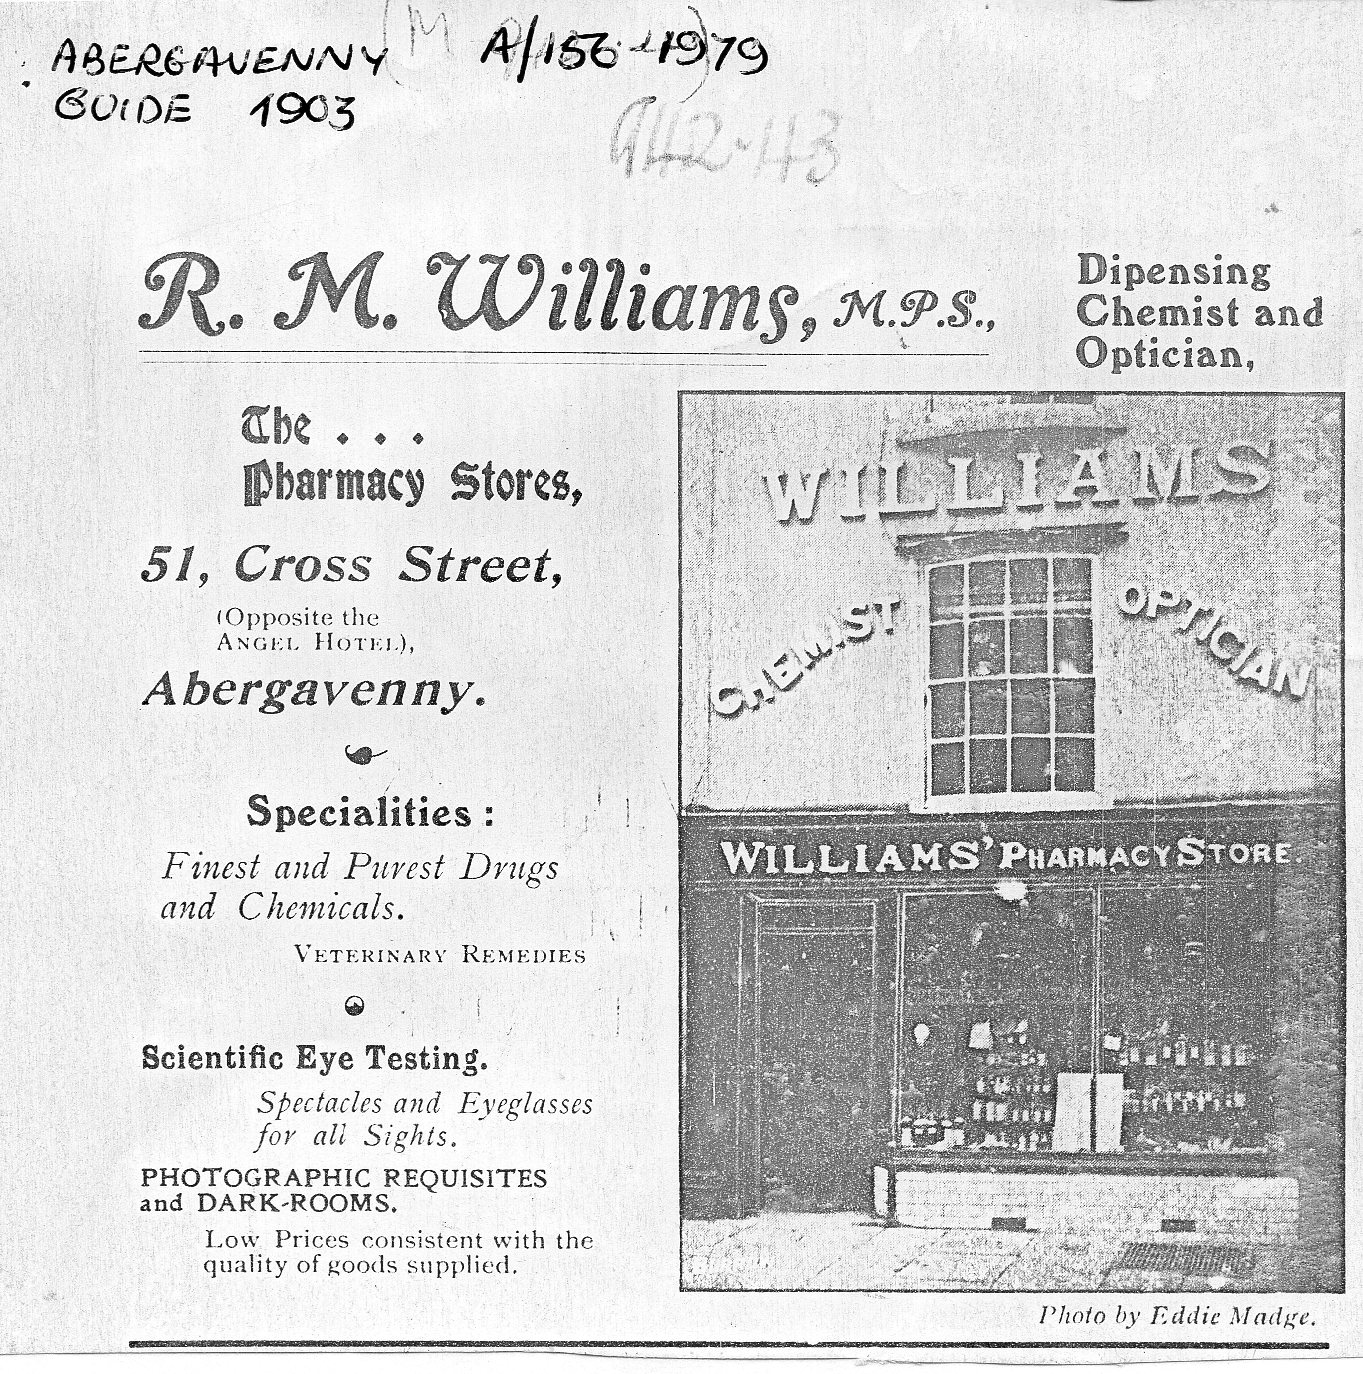 ABERGAVENNY
GUIDE 1903
A/156-1979
942.43
R. M. Williams, M.P.S.,
Dipensing
Chemist and
Optician,
The . . .
Pharmacy Stores,
51, Cross Street,
(Opposite the
ANGEL HOTEL),
Abergavenny.
Specialities :
Finest and Purest Drugs
and Chemicals.
VETERINARY REMEDIES
Scientific Eye Testing.
Spectacles and Eyeglasses
for all Sights.
PHOTOGRAPHIC REQUISITES
and DARK-ROOMS.
Low Prices consistent with the
quality of goods supplied.
WILLIAMS
CHEMIST
OPTICIAN
WILLIAMS' PHARMACY STORE.
Photo by Eddie Madge.